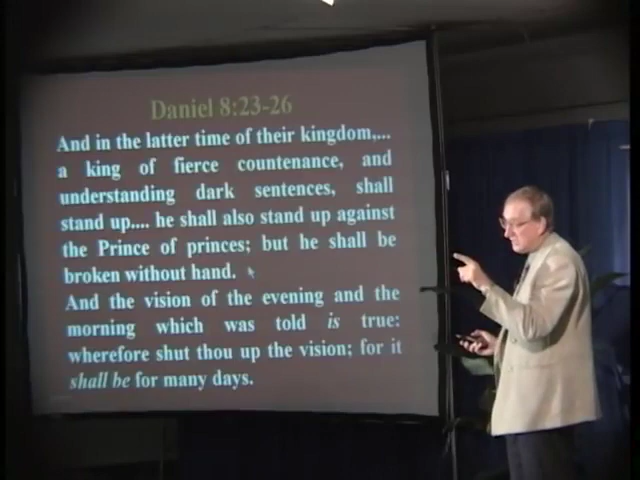 Daniel 8:23-26
And in the latter time of their kingdom,...
a king of fierce countenance, and
understanding dark sentences, shall
stand up.... he shall also stand up against
the Prince of princes; but he shall be
broken without hand.
And the vision of the evening and the
morning which was told is true:
wherefore shut thou up the vision; for it
shall be for many days.